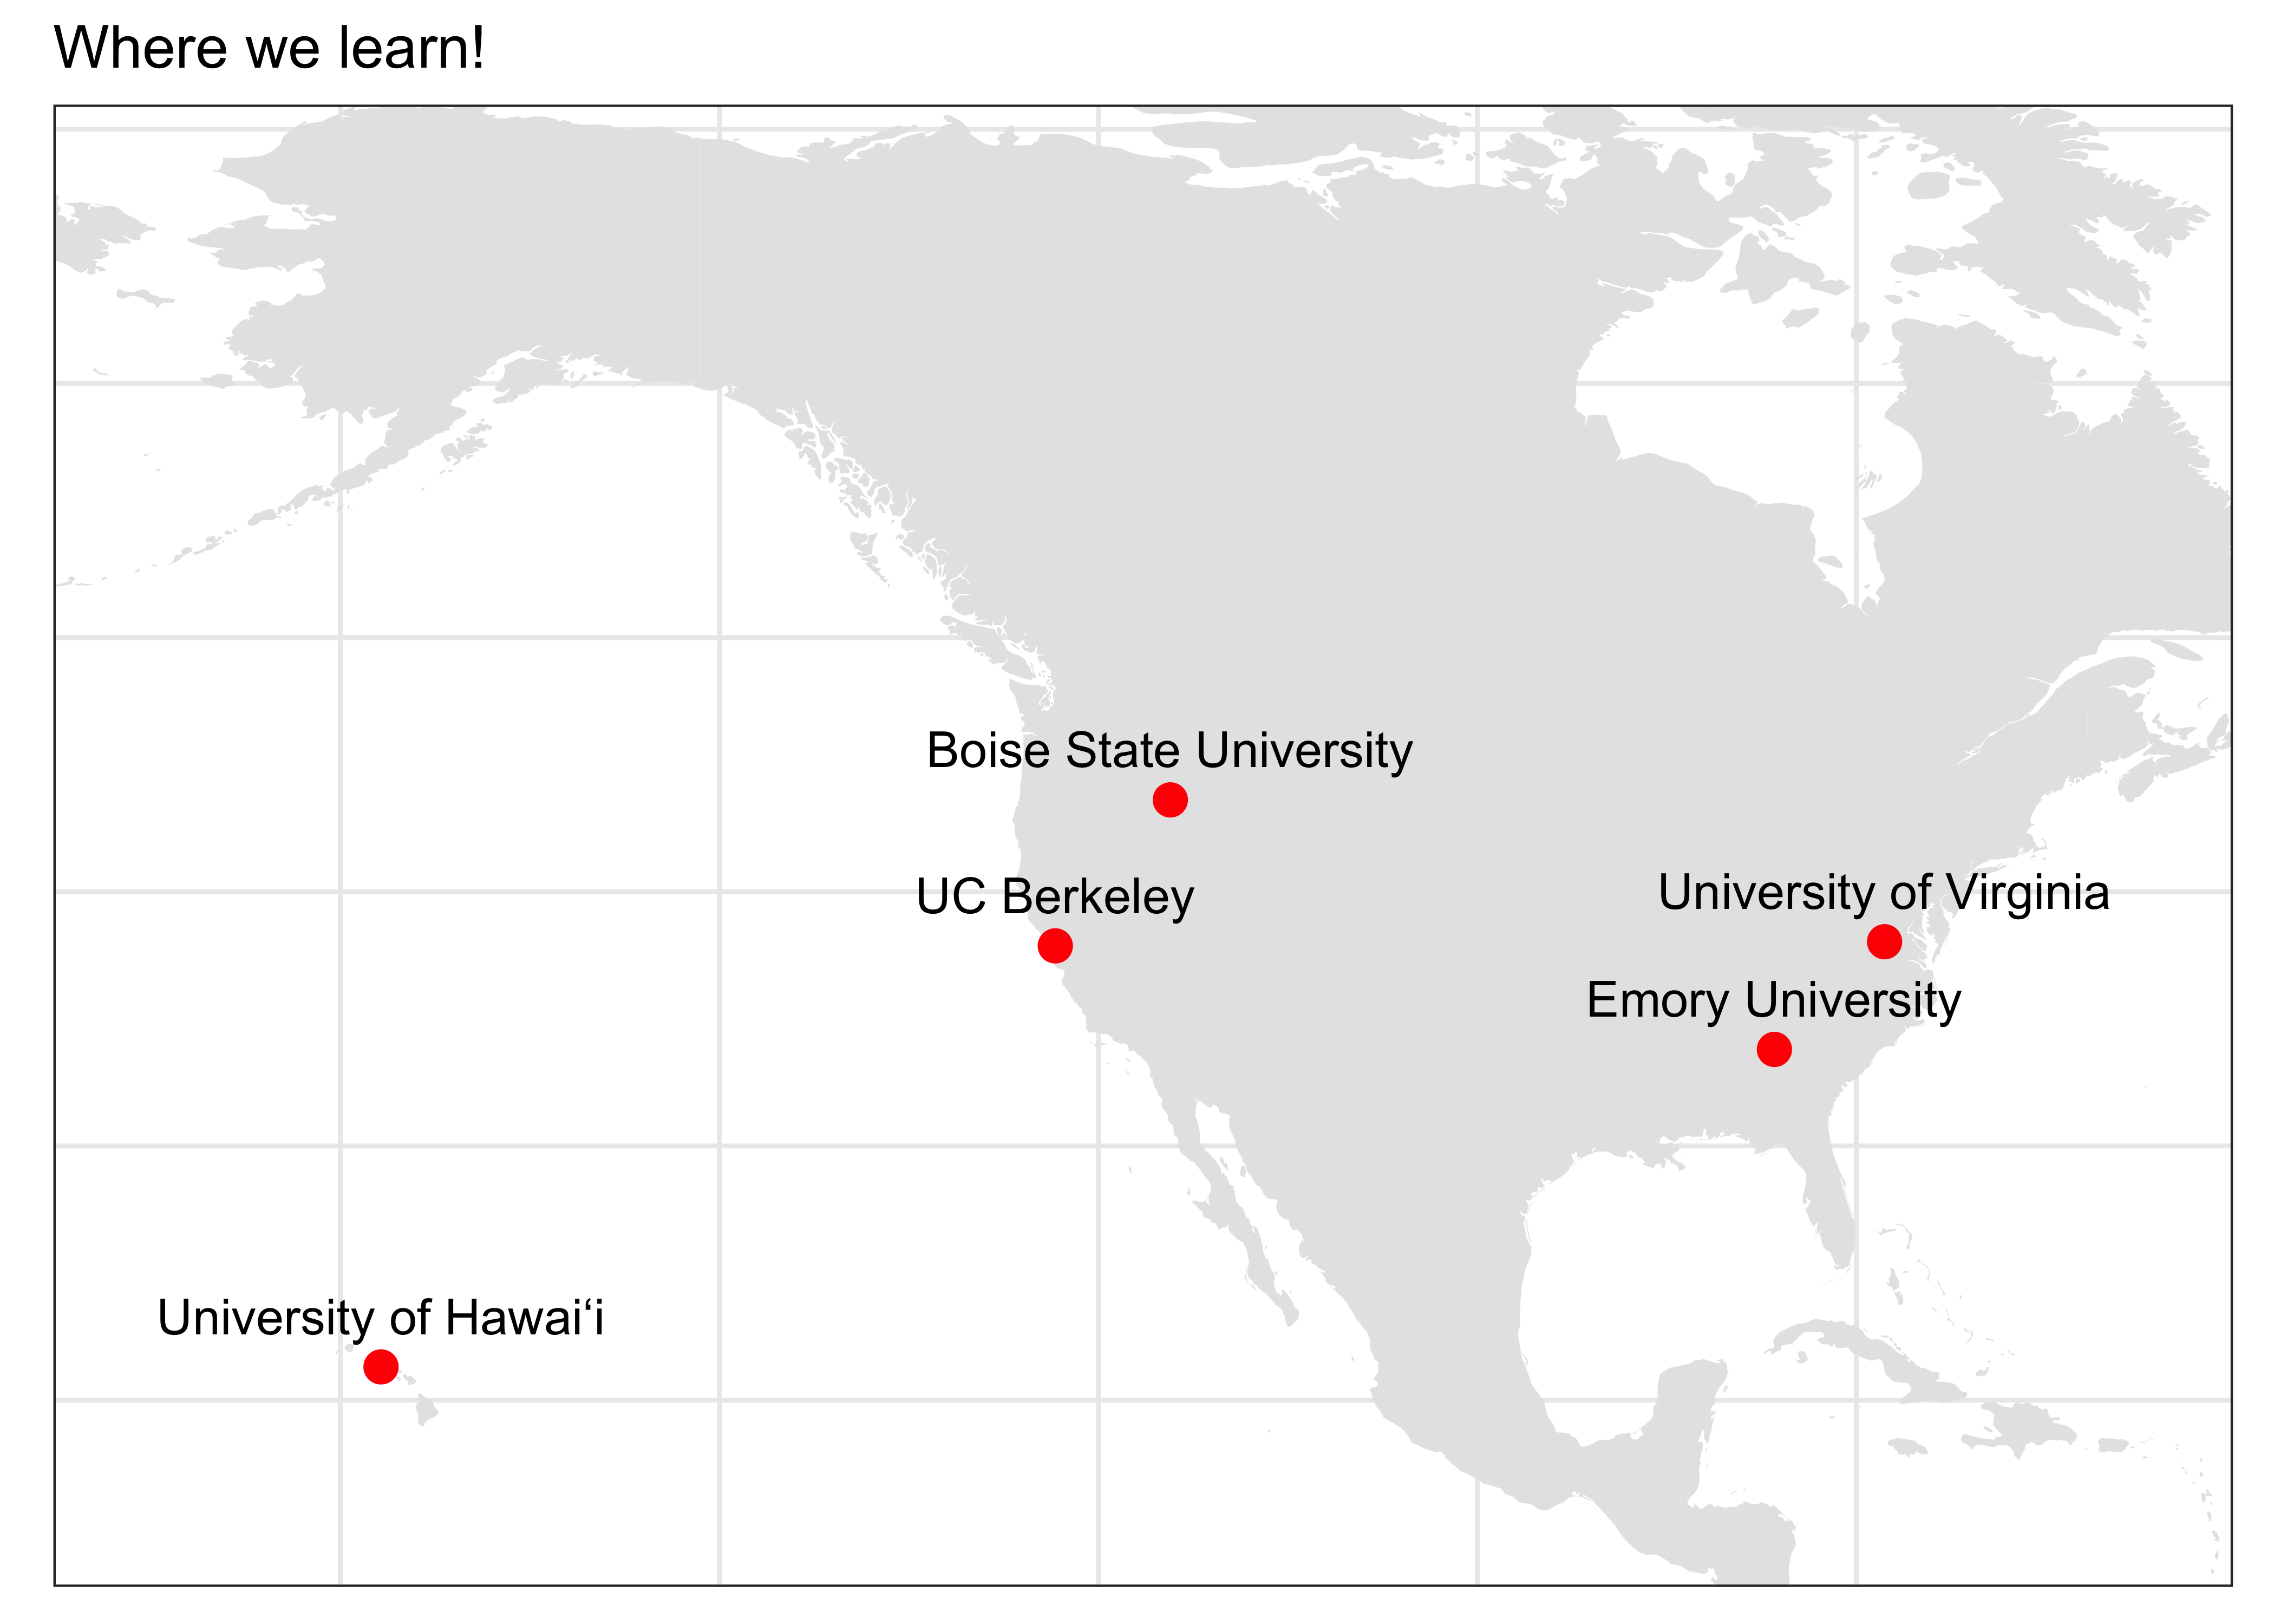 Where we learn!
Boise State University
UC Berkeley
University of Virginia
Emory University
University of Hawaiʻi